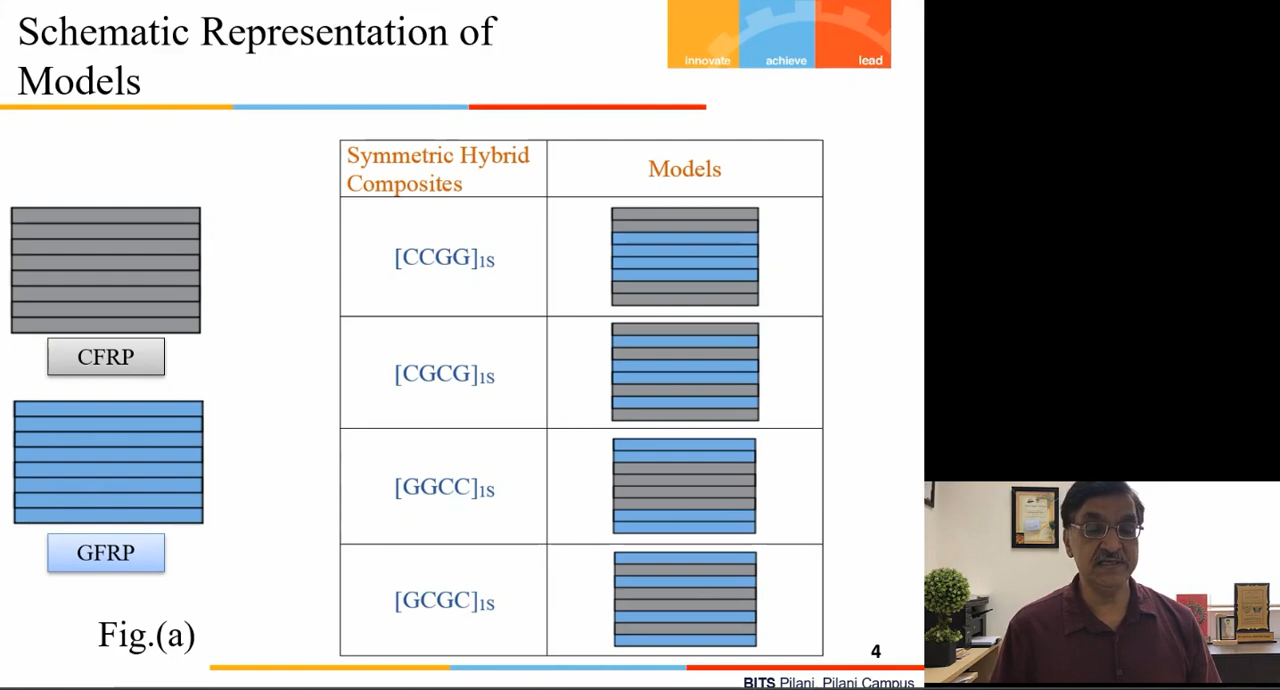 Schematic Representation of
Models
innovate achieve lead
Symmetric Hybrid
Composites
Models
[CCGG]1S
[CGCG]1S
[GGCC]1S
[GCGC]1S
CFRP
GFRP
Fig.(a)
4
BITS Pilani, Pilani Campus